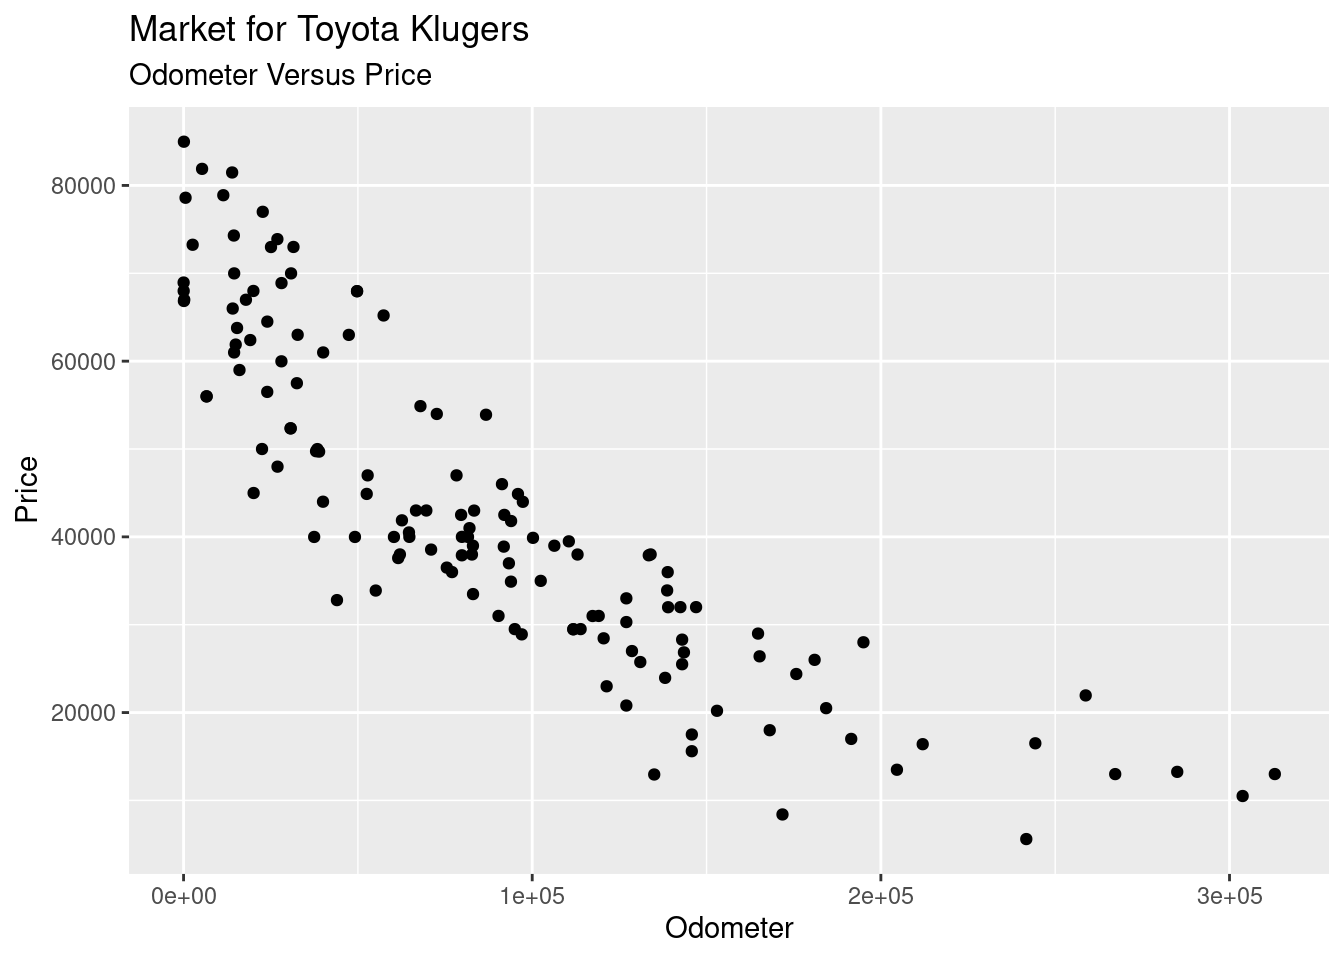 Market for Toyota Klugers
Odometer Versus Price
Price
80000
60000
40000
20000
0e+00
1e+05
2e+05
3e+05
Odometer